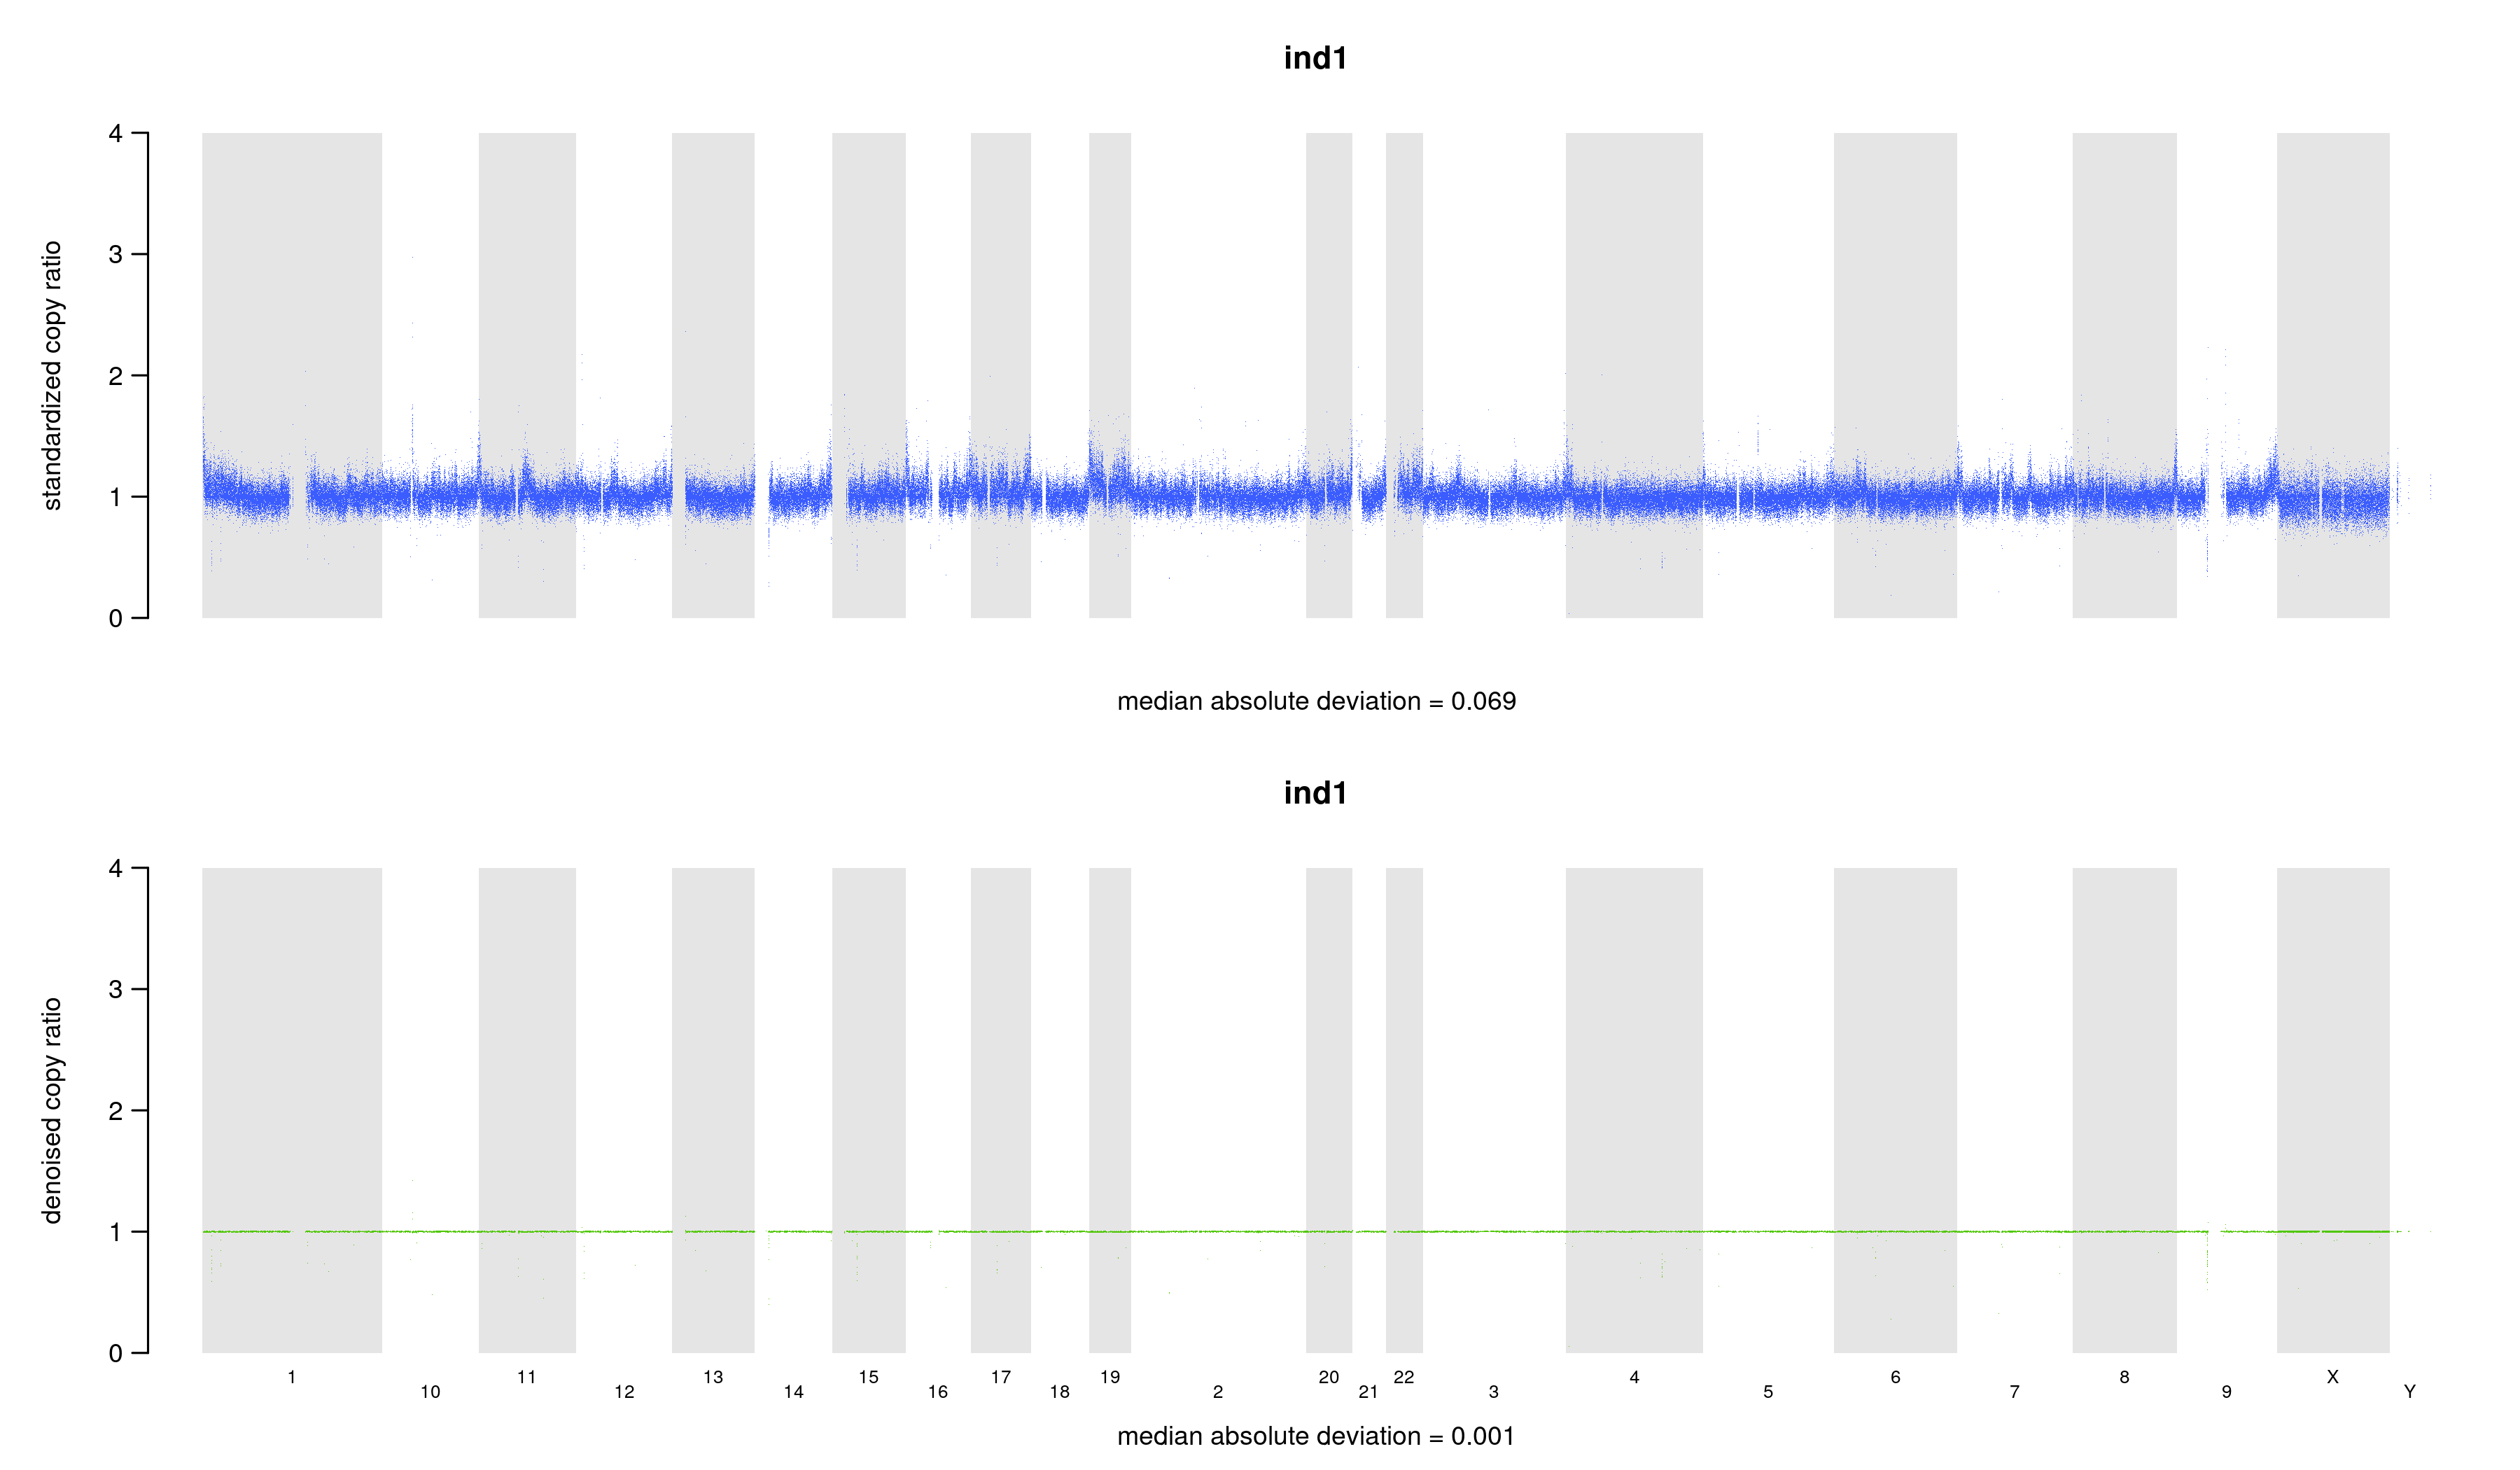 ind1
4
3
2
1
0
standardized copy ratio
median absolute deviation = 0.069
ind1
4
3
2
1
0
denoised copy ratio
1 11 13 15 17 19 20 22 4 6 8 X
10 12 14 16 18 2 21 3 5 7 9 Y
median absolute deviation = 0.001